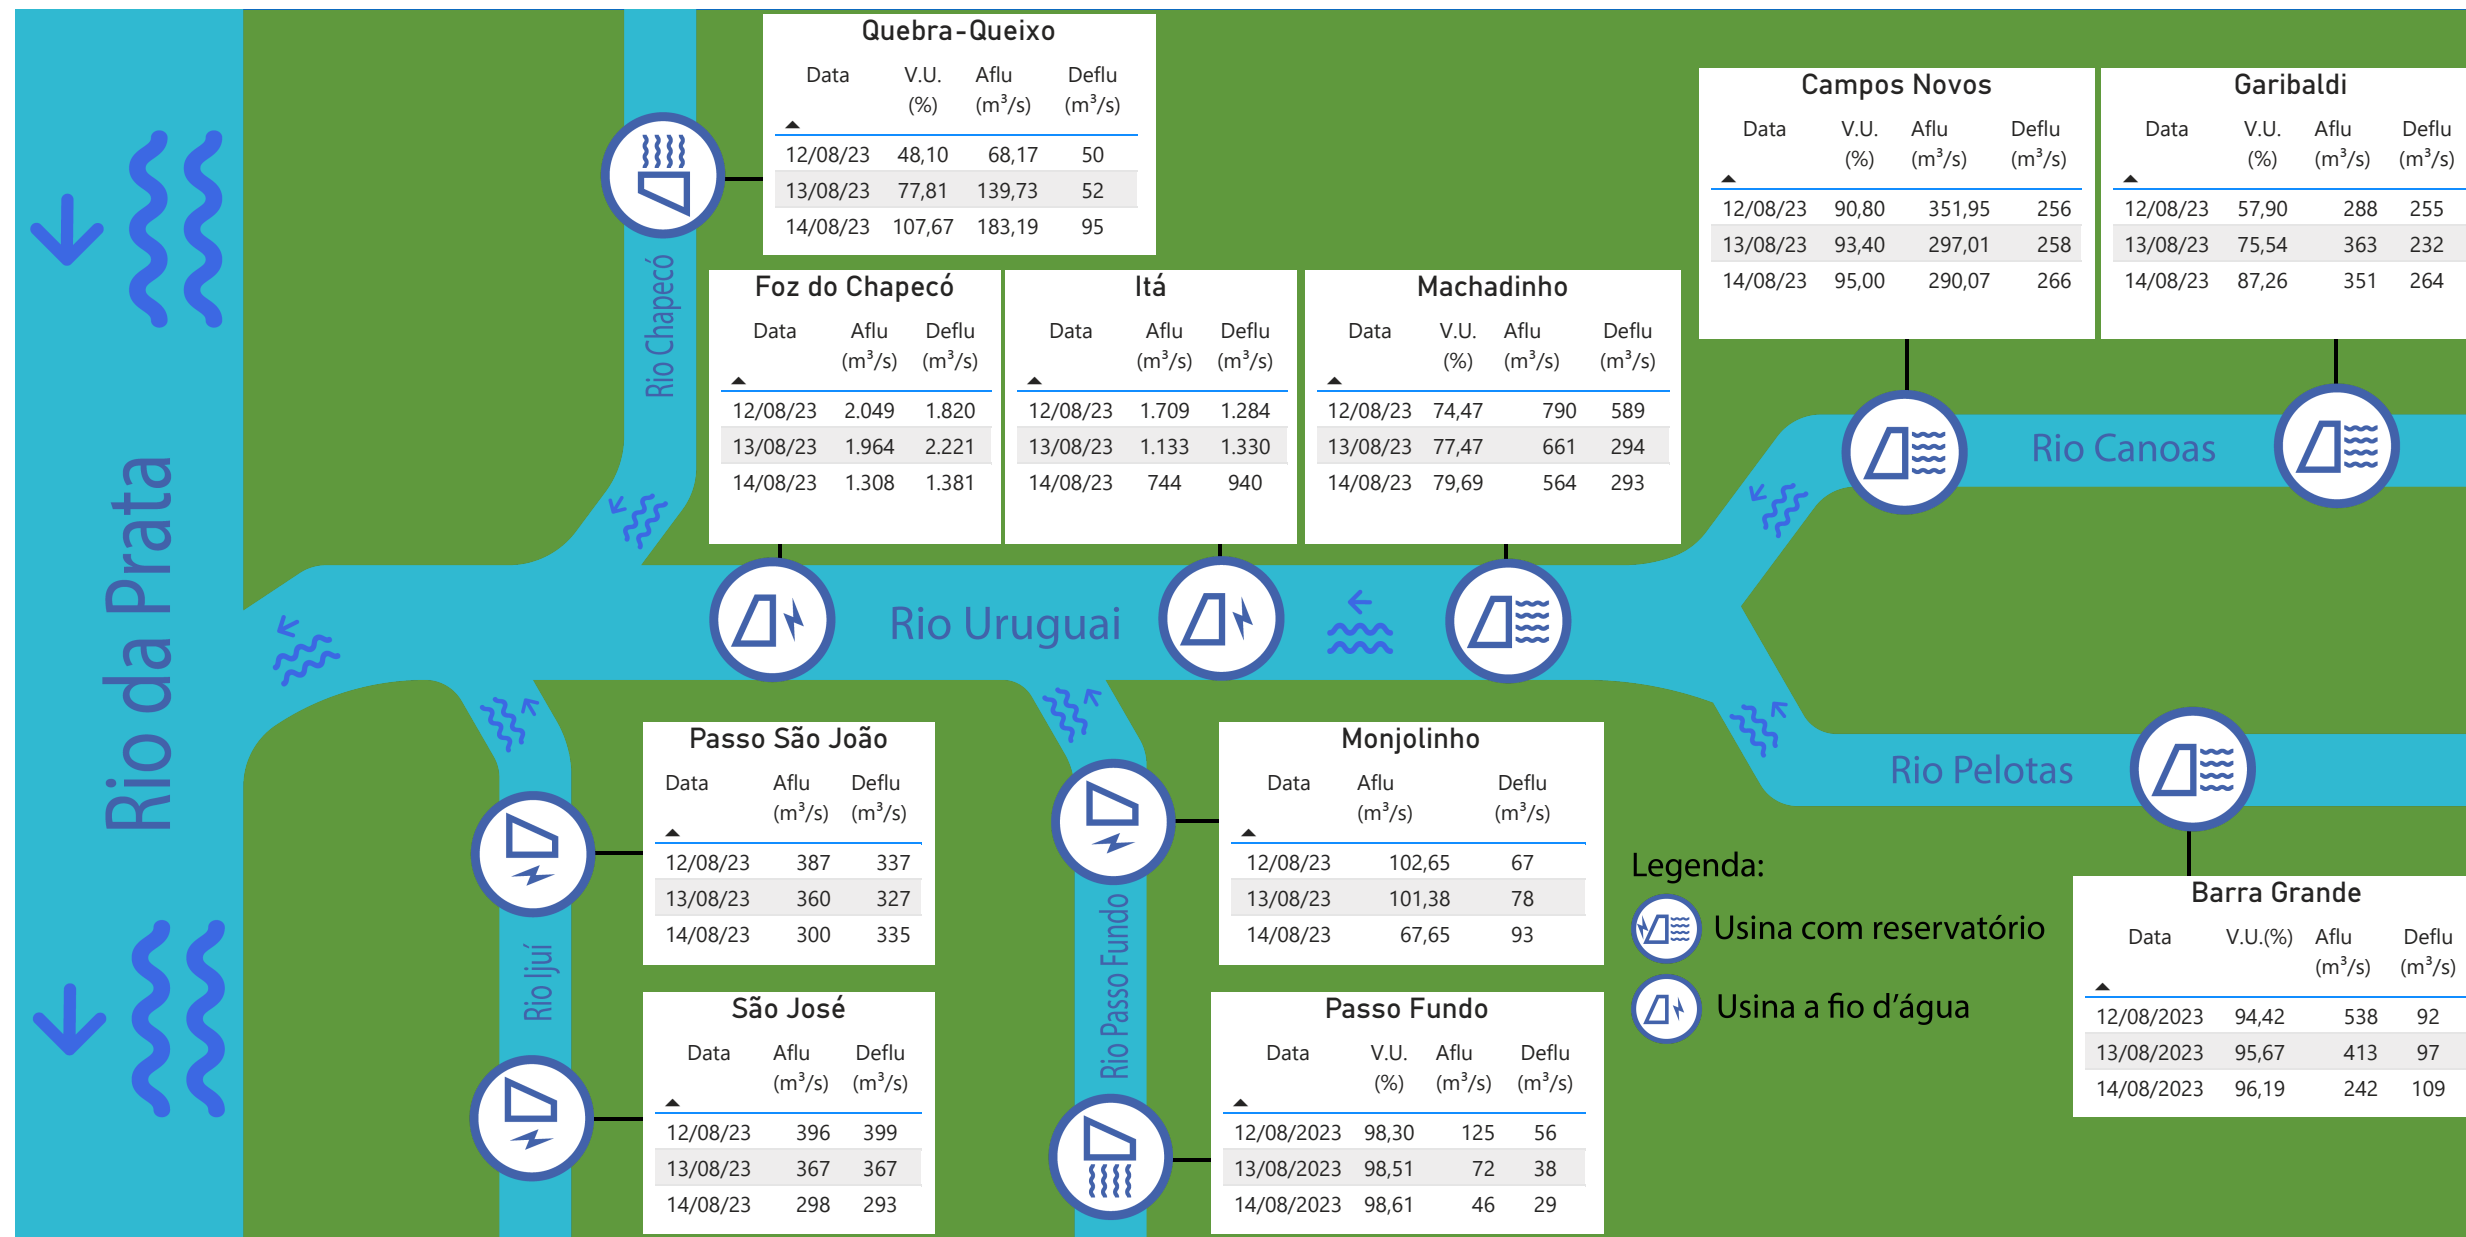 Quebra-Queixo
Data V.U. (%) Aflu (m³/s) Deflu (m³/s)
12/08/23 48,10 68,17 50
13/08/23 77,81 139,73 52
14/08/23 107,67 183,19 95
Campos Novos
Data V.U. (%) Aflu (m³/s) Deflu (m³/s)
12/08/23 90,80 351,95 256
13/08/23 93,40 297,01 258
14/08/23 95,00 290,07 266
Garibaldi
Data V.U. (%) Aflu (m³/s) Deflu (m³/s)
12/08/23 57,90 288 255
13/08/23 75,54 363 232
14/08/23 87,26 351 264
Foz do Chapecó
Data Aflu (m³/s) Deflu (m³/s)
12/08/23 2.049 1.820
13/08/23 1.964 2.221
14/08/23 1.308 1.381
Itá
Data Aflu (m³/s) Deflu (m³/s)
12/08/23 1.709 1.284
13/08/23 1.133 1.330
14/08/23 744 940
Machadinho
Data V.U. (%) Aflu (m³/s) Deflu (m³/s)
12/08/23 74,47 790 589
13/08/23 77,47 661 294
14/08/23 79,69 564 293
Rio Chapecó
Rio Canoas
Rio da Prata
Rio Uruguai
Rio Pelotas
Passo São João
Data Aflu (m³/s) Deflu (m³/s)
12/08/23 387 337
13/08/23 360 327
14/08/23 300 335
Monjolinho
Data Aflu (m³/s) Deflu (m³/s)
12/08/23 102,65 67
13/08/23 101,38 78
14/08/23 67,65 93
Legenda:
Usina com reservatório
Usina a fio d'água
Barra Grande
Data V.U.(%) Aflu (m³/s) Deflu (m³/s)
12/08/2023 94,42 538 92
13/08/2023 95,67 413 97
14/08/2023 96,19 242 109
Rio Ijuí
Rio Passo Fundo
São José
Data Aflu (m³/s) Deflu (m³/s)
12/08/23 396 399
13/08/23 367 367
14/08/23 298 293
Passo Fundo
Data V.U. (%) Aflu (m³/s) Deflu (m³/s)
12/08/2023 98,30 125 56
13/08/2023 98,51 72 38
14/08/2023 98,61 46 29